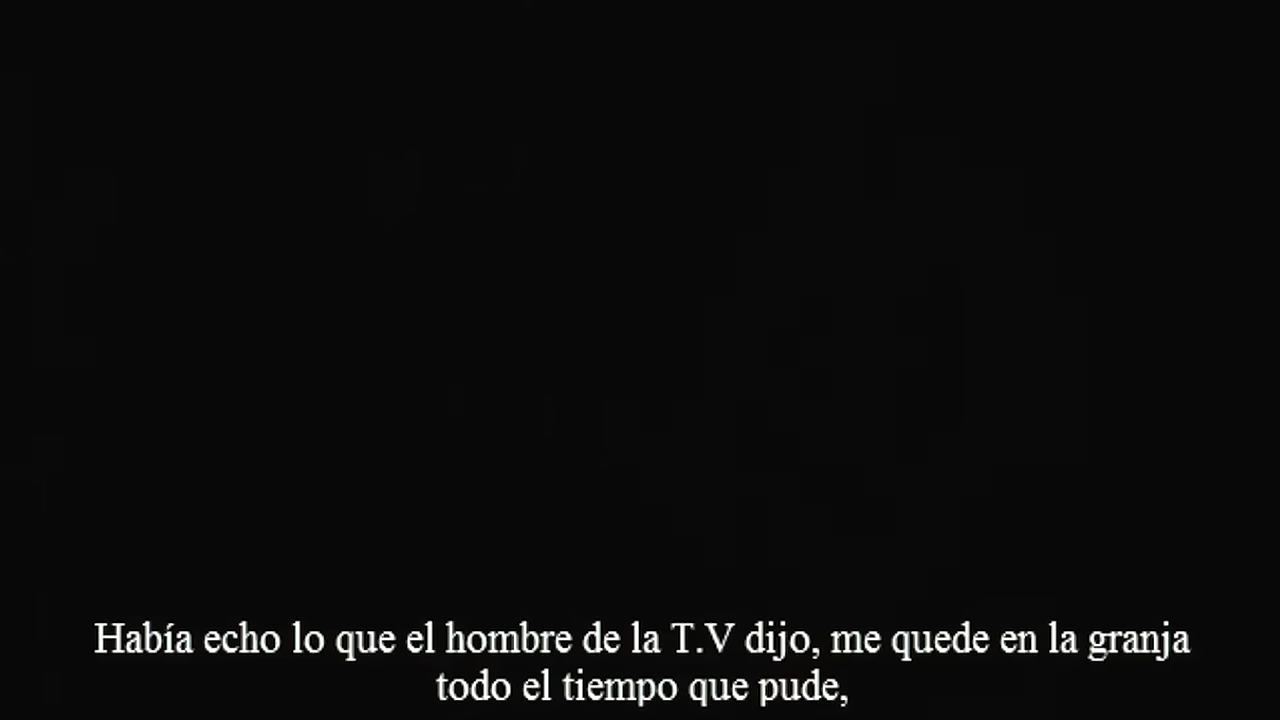 Había echo lo que el hombre de la T.V dijo, me quede en la granja
todo el tiempo que pude,